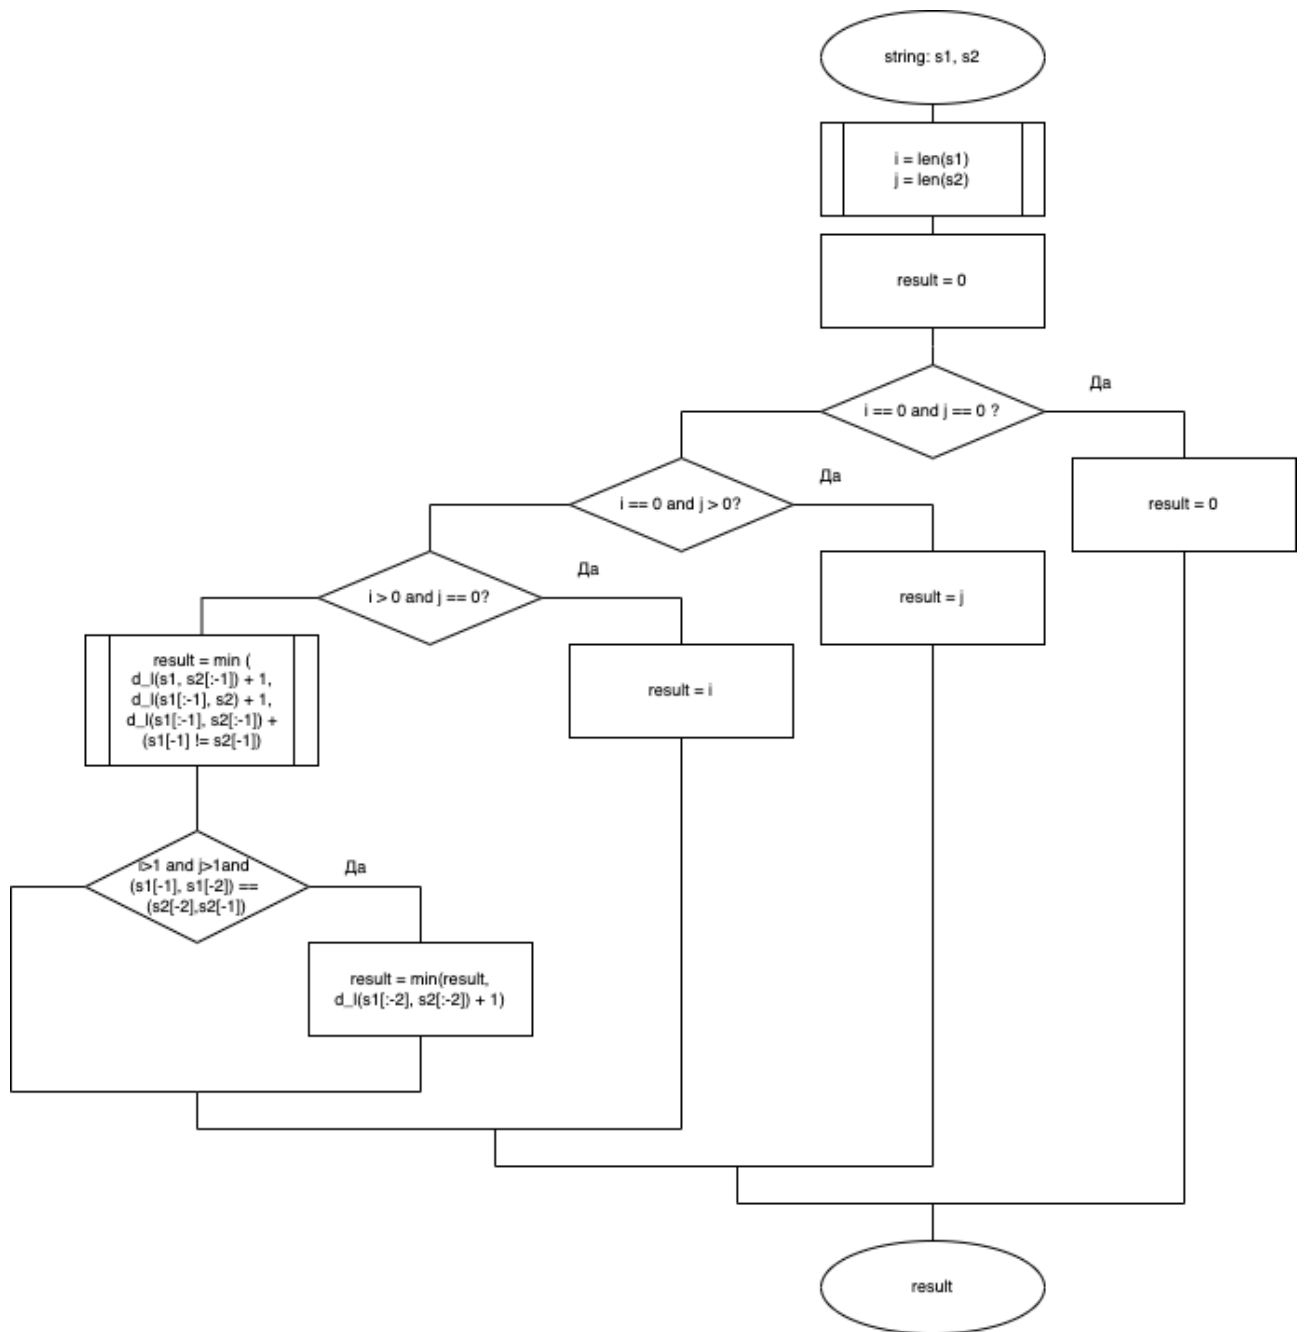 string: s1, s2
i = len(s1)
j = len(s2)
result = 0
i == 0 and j == 0 ?
Да
i == 0 and j > 0?
Да
result = 0
i > 0 and j == 0?
Да
result = j
result = min (
d_l(s1, s2[:-1]) + 1,
d_l(s1[:-1], s2) + 1,
d_l(s1[:-1], s2[:-1]) +
(s1[-1] != s2[-1])
result = i
i>1 and j>1and
(s1[-1], s1[-2]) ==
(s2[-2],s2[-1])
Да
result = min(result,
d_l(s1[:-2], s2[:-2]) + 1)
result